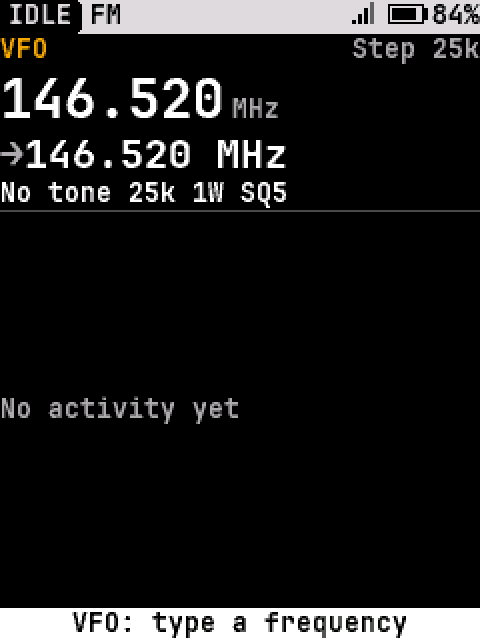 IDLE FM 84%
VFO Step 25k
146.520 MHz
→146.520 MHz
No tone 25k 1W SQ5
No activity yet
VFO: type a frequency